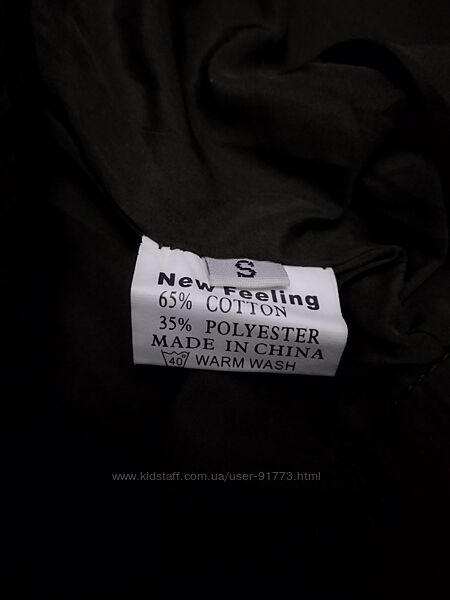 S
New Feeling
65% COTTON
35% POLYESTER
MADE IN CHINA
40 WARM WASH
www.kidstaff.com.ua/user-91773.html